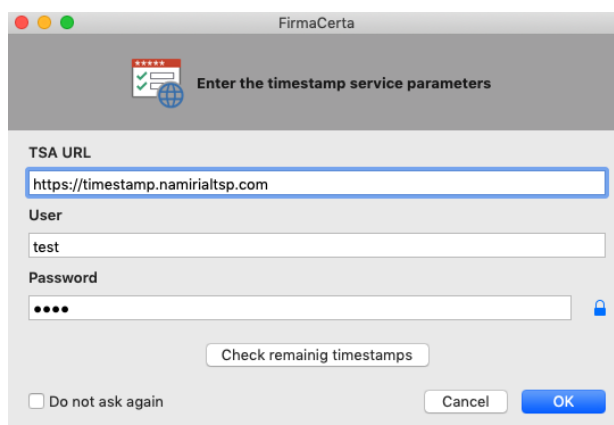 FirmaCerta
Enter the timestamp service parameters
TSA URL
https://timestamp.namirialtsp.com
User
test
Password
••••
Check remainig timestamps
Do not ask again
Cancel
OK